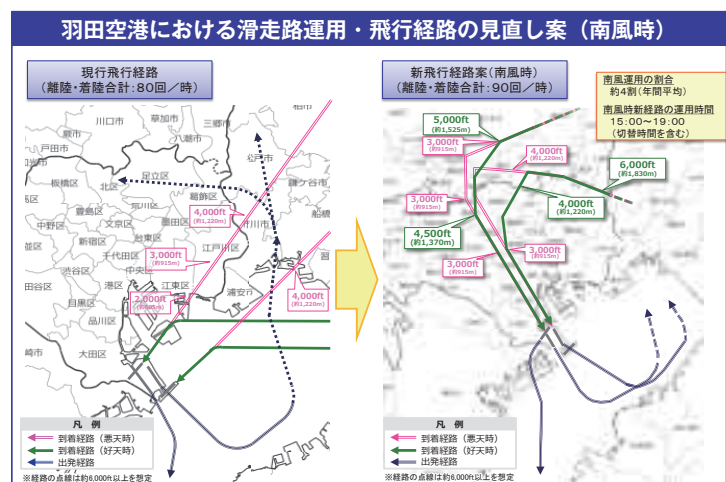 羽田空港における滑走路運用・飛行経路の見直し案（南風時）
現行飛行経路
（離陸・着陸合計：80回／時）
川口市
草加市
三郷市
柏市
蕨市
八潮市
戸田市
松戸市
足立区
板橋区
北区
葛飾区
鎌ケ谷市
豊島区
荒川区
4,000ft
(約1,220m)
船橋
中野区
文京区
墨田区
市川市
台東区
新宿区
江戸川区
千代田区
3,000ft
(約915m)
渋谷区
中央区
港区
江東区
浦安市
2,000ft
4,000ft
(約1,220m)
目黒区
品川区
大田区
凡 例
到着経路（悪天時）
到着経路（好天時）
出発経路
※経路の点線は約6,000ft以上を想定
新飛行経路案（南風時）
（離陸・着陸合計：90回／時）
南風運用の割合
約4割（年間平均）
南風時新経路の運用時間
15:00～19:00
（切替時間を含む）
5,000ft
(約1,525m)
3,000ft
(約915m)
4,000ft
(約1,220m)
6,000ft
(約1,830m)
4,000ft
(約1,220m)
3,000ft
(約915m)
4,500ft
(約1,370m)
3,000ft
(約915m)
3,000ft
(約915m)
凡 例
到着経路（悪天時）
到着経路（好天時）
出発経路
※経路の点線は約6,000ft以上を想定